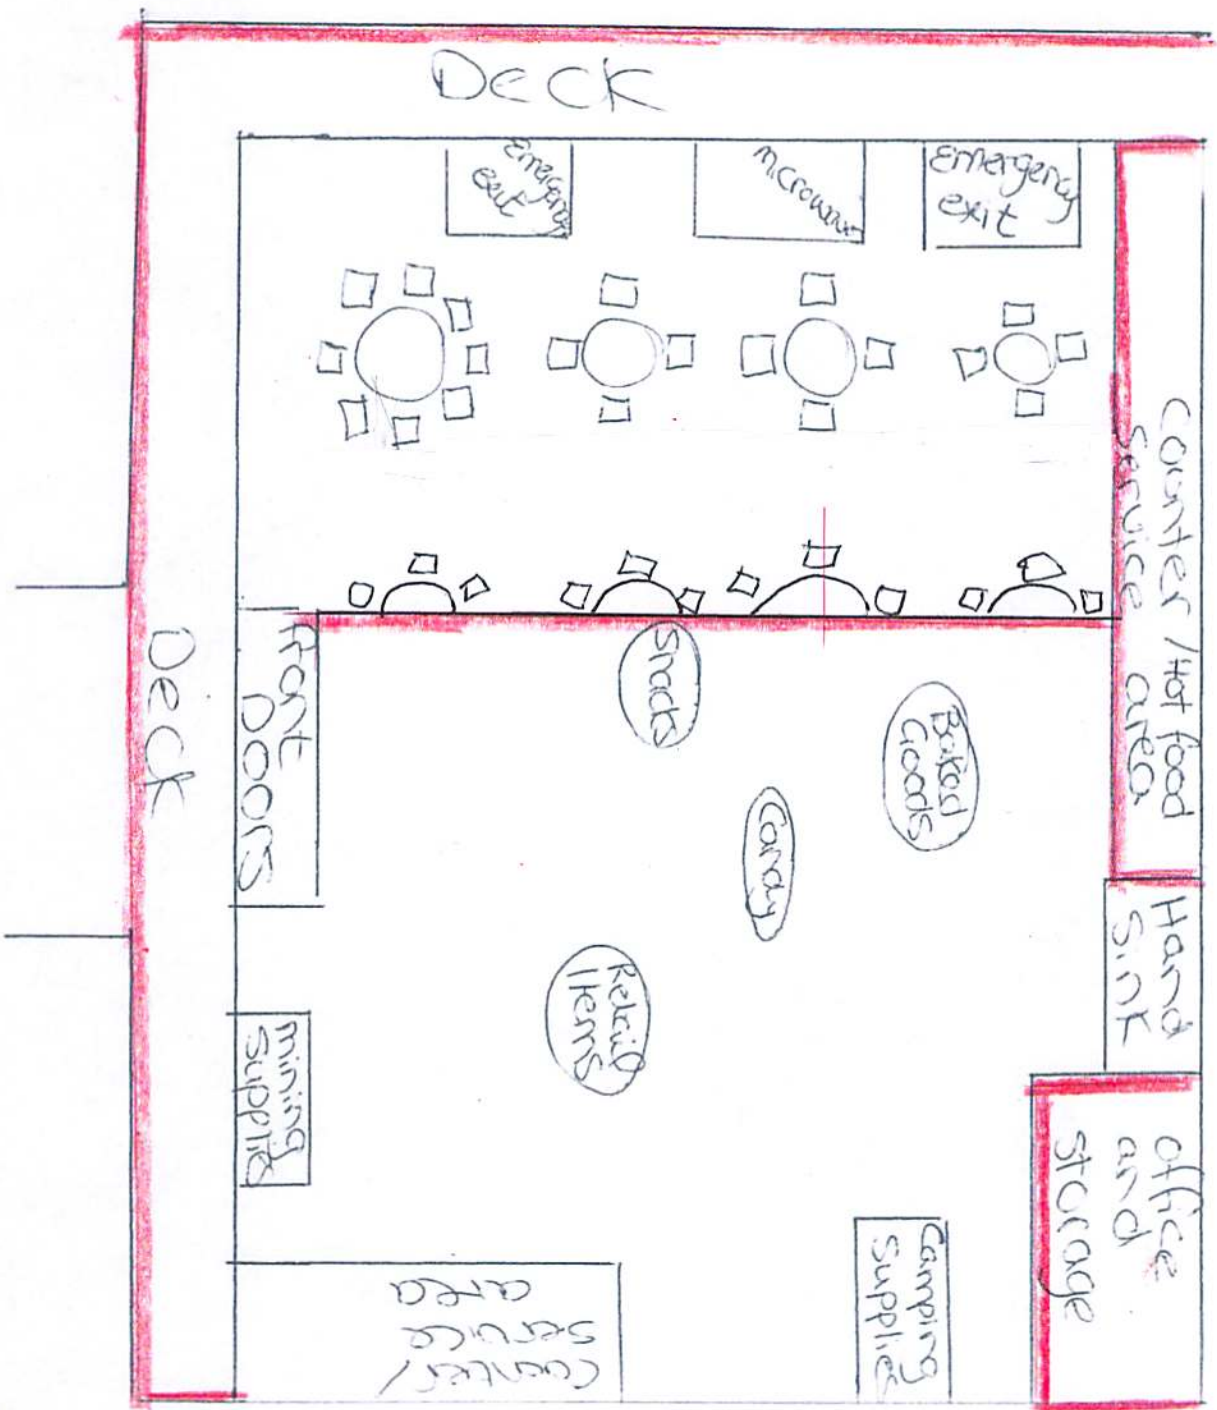 Deck
Emergency
exit
microwave
Emergency
exit
Counter / Hot food
Service area
Front
Doors
Deck
Snacks
Baked
Goods
Candy
Hand
Sink
Retail
Items
mining
Supplies
office
and
storage
Camping
Supplies
Counter/
service
area